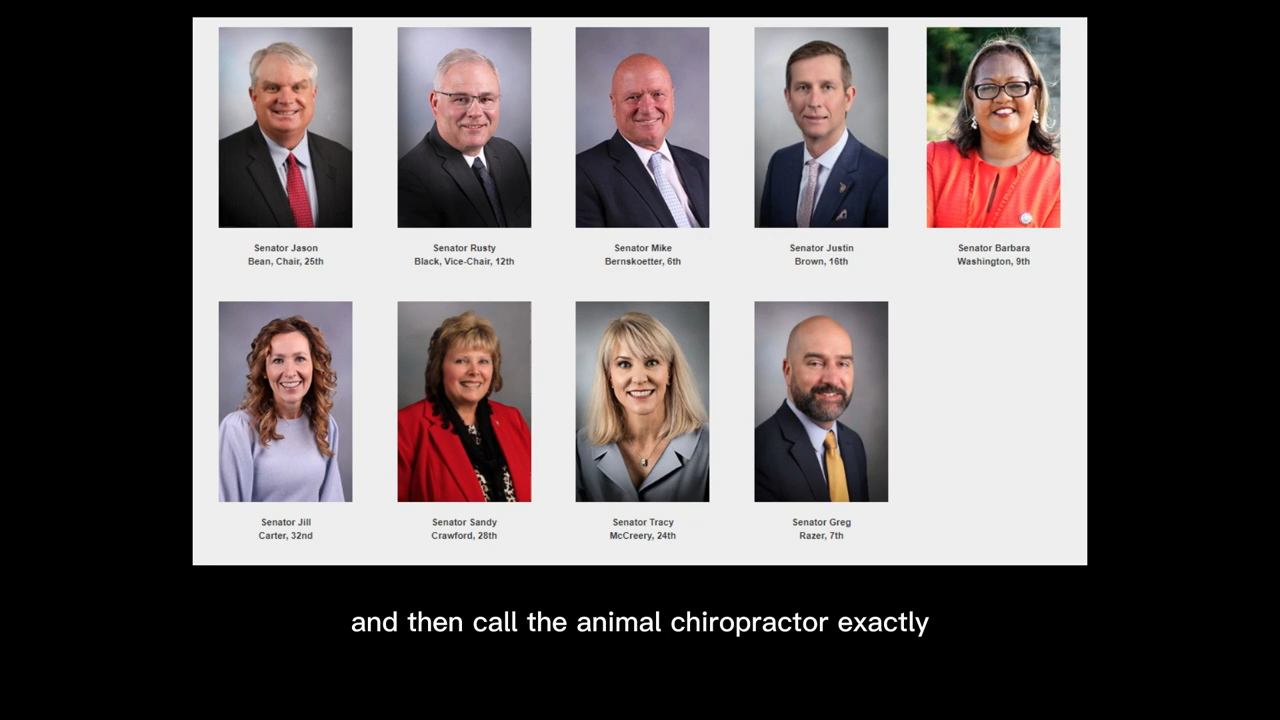 Senator Jason
Bean, Chair, 25th
Senator Rusty
Black, Vice-Chair, 12th
Senator Mike
Bernskoetter, 6th
Senator Justin
Brown, 16th
Senator Barbara
Washington, 9th
Senator Jill
Carter, 32nd
Senator Sandy
Crawford, 28th
Senator Tracy
McCreery, 24th
Senator Greg
Razer, 7th
and then call the animal chiropractor exactly